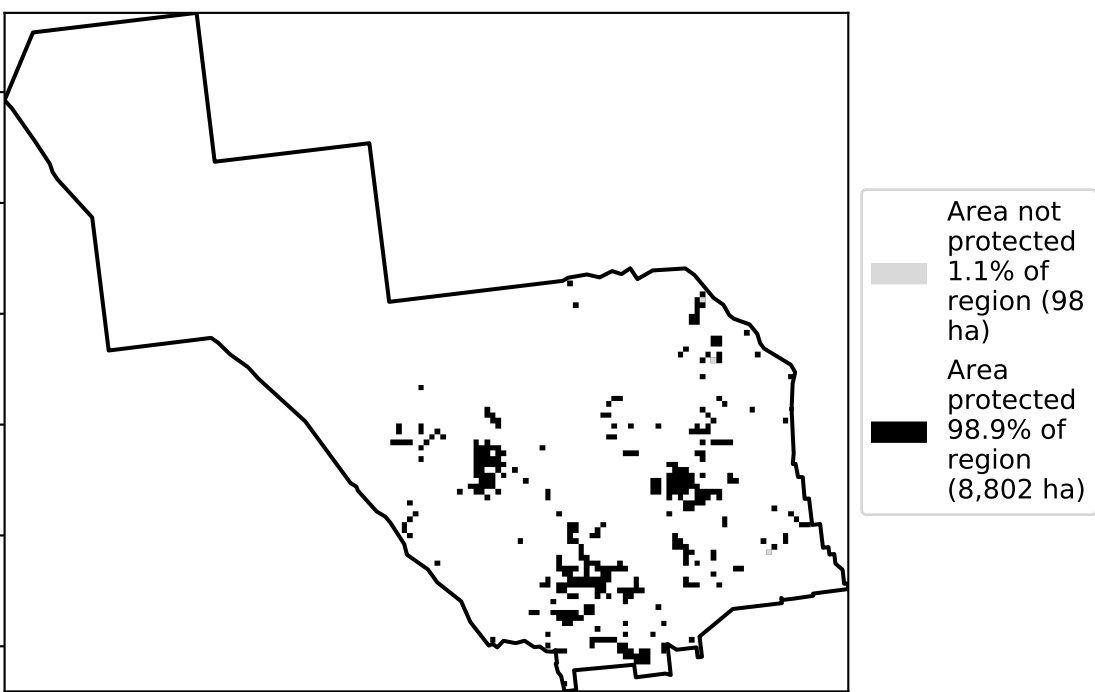 Area not
protected
1.1% of
region (98
ha)
Area
protected
98.9% of
region
(8,802 ha)